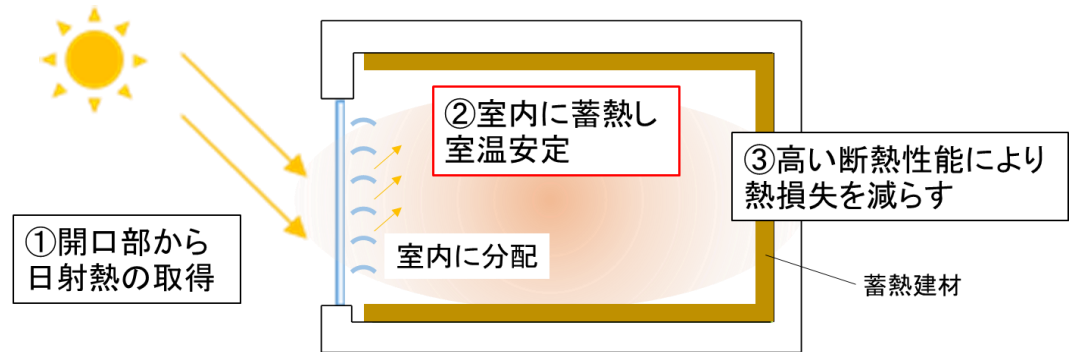 ①開口部から
日射熱の取得
②室内に蓄熱し
室温安定
室内に分配
③高い断熱性能により
熱損失を減らす
蓄熱建材